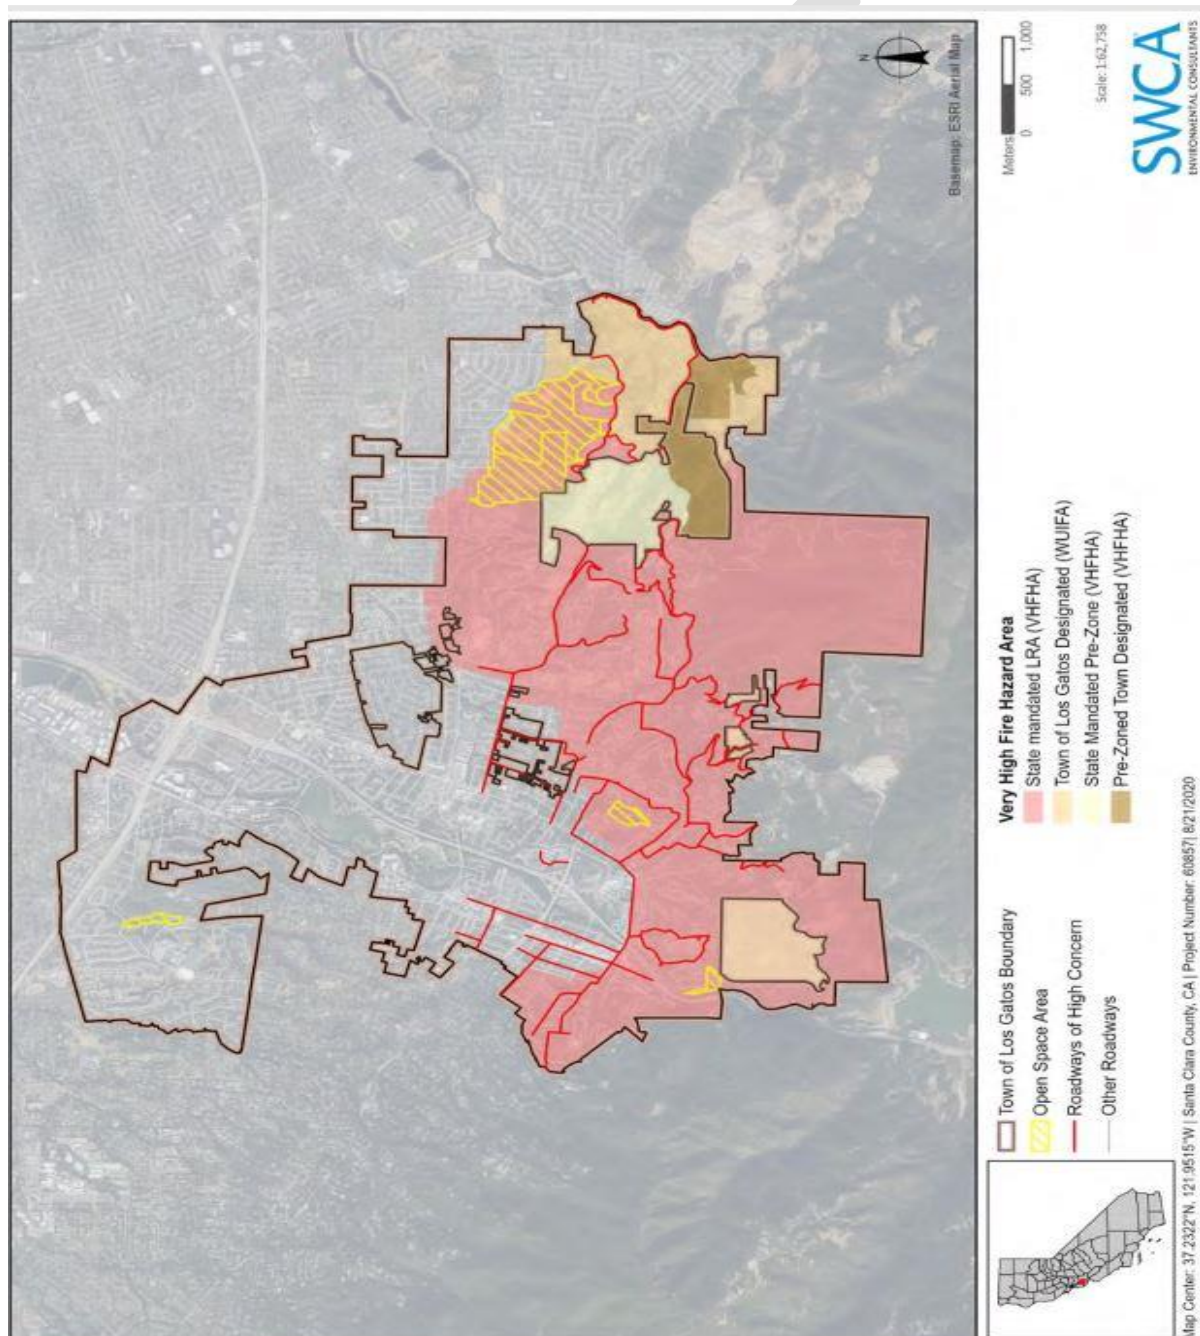 N
Basemap: ESRI Aerial Map
Town of Los Gatos Boundary
Open Space Area
Roadways of High Concern
Other Roadways
Very High Fire Hazard Area
State mandated LRA (VHFHA)
Town of Los Gatos Designated (WUIFA)
State Mandated Pre-Zone (VHFHA)
Pre-Zoned Town Designated (VHFHA)
Meters
0 500 1,000
Scale: 1:62,758
SWCA
ENVIRONMENTAL CONSULTANTS
Map Center: 37.2322°N, 121.9515°W | Santa Clara County, CA | Project Number: 60857| 8/21/2020